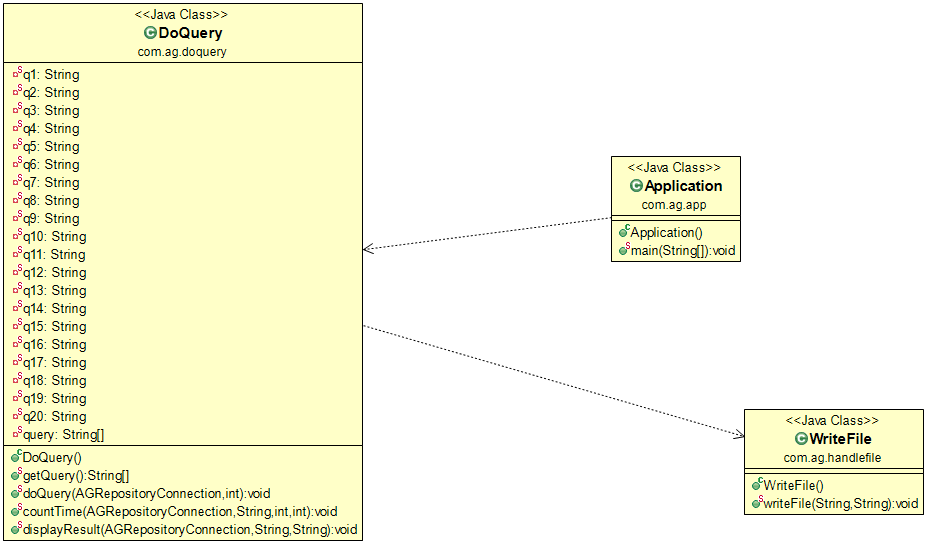 <<Java Class>>
DoQuery
com.ag.doquery
q1: String
q2: String
q3: String
q4: String
q5: String
q6: String
q7: String
q8: String
q9: String
q10: String
q11: String
q12: String
q13: String
q14: String
q15: String
q16: String
q17: String
q18: String
q19: String
q20: String
query: String[]
DoQuery()
getQuery():String[]
doQuery(AGRepositoryConnection,int):void
countTime(AGRepositoryConnection,String,int,int):void
displayResult(AGRepositoryConnection,String,String):void
<<Java Class>>
Application
com.ag.app
Application()
main(String[]):void
<<Java Class>>
WriteFile
com.ag.handlefile
WriteFile()
writeFile(String,String):void